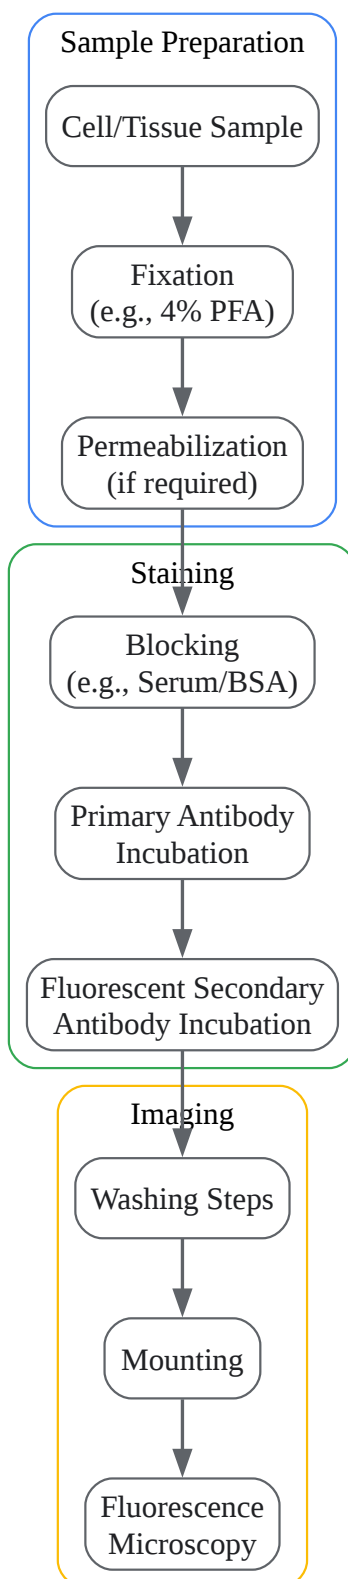 Sample Preparation
Cell/Tissue Sample
Fixation
(e.g., 4% PFA)
Permeabilization
(if required)
Staining
Blocking
(e.g., Serum/BSA)
Primary Antibody
Incubation
Fluorescent Secondary
Antibody Incubation
Imaging
Washing Steps
Mounting
Fluorescence
Microscopy